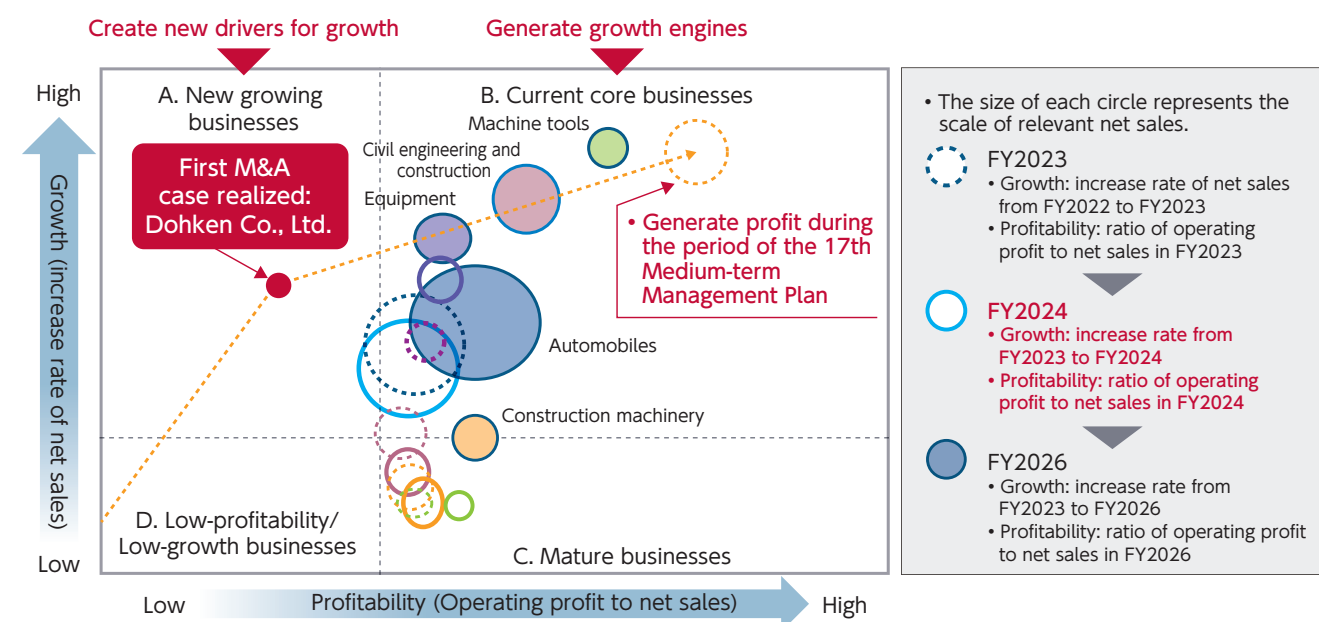 Create new drivers for growth
Generate growth engines
High
Growth (increase rate of net sales)
Low
A. New growing
businesses
First M&A
case realized:
Dohken Co., Ltd.
B. Current core businesses
Machine tools
Civil engineering and
construction
Equipment
• Generate profit during
the period of the 17th
Medium-term
Management Plan
Automobiles
Construction machinery
D. Low-profitability/
Low-growth businesses
C. Mature businesses
Low
Profitability (Operating profit to net sales)
High
• The size of each circle represents the
scale of relevant net sales.
FY2023
• Growth: increase rate of net sales
from FY2022 to FY2023
• Profitability: ratio of operating
profit to net sales in FY2023
FY2024
• Growth: increase rate from
FY2023 to FY2024
• Profitability: ratio of operating
profit to net sales in FY2024
FY2026
• Growth: increase rate from
FY2023 to FY2026
• Profitability: ratio of operating profit
to net sales in FY2026